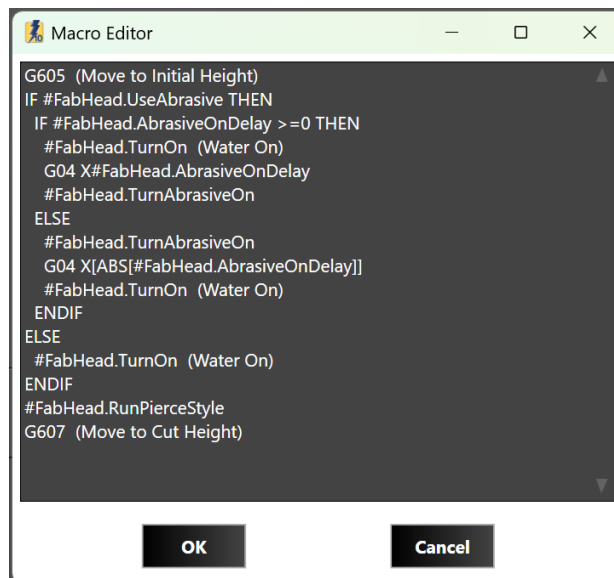 Macro Editor
G605  (Move to Initial Height)
IF #FabHead.UseAbrasive THEN
  IF #FabHead.AbrasiveOnDelay >=0 THEN
    #FabHead.TurnOn  (Water On)
    G04 X#FabHead.AbrasiveOnDelay
    #FabHead.TurnAbrasiveOn
  ELSE
    #FabHead.TurnAbrasiveOn
    G04 X[ABS[#FabHead.AbrasiveOnDelay]]
    #FabHead.TurnOn  (Water On)
  ENDIF
ELSE
  #FabHead.TurnOn  (Water On)
ENDIF
#FabHead.RunPierceStyle
G607  (Move to Cut Height)
OK
Cancel